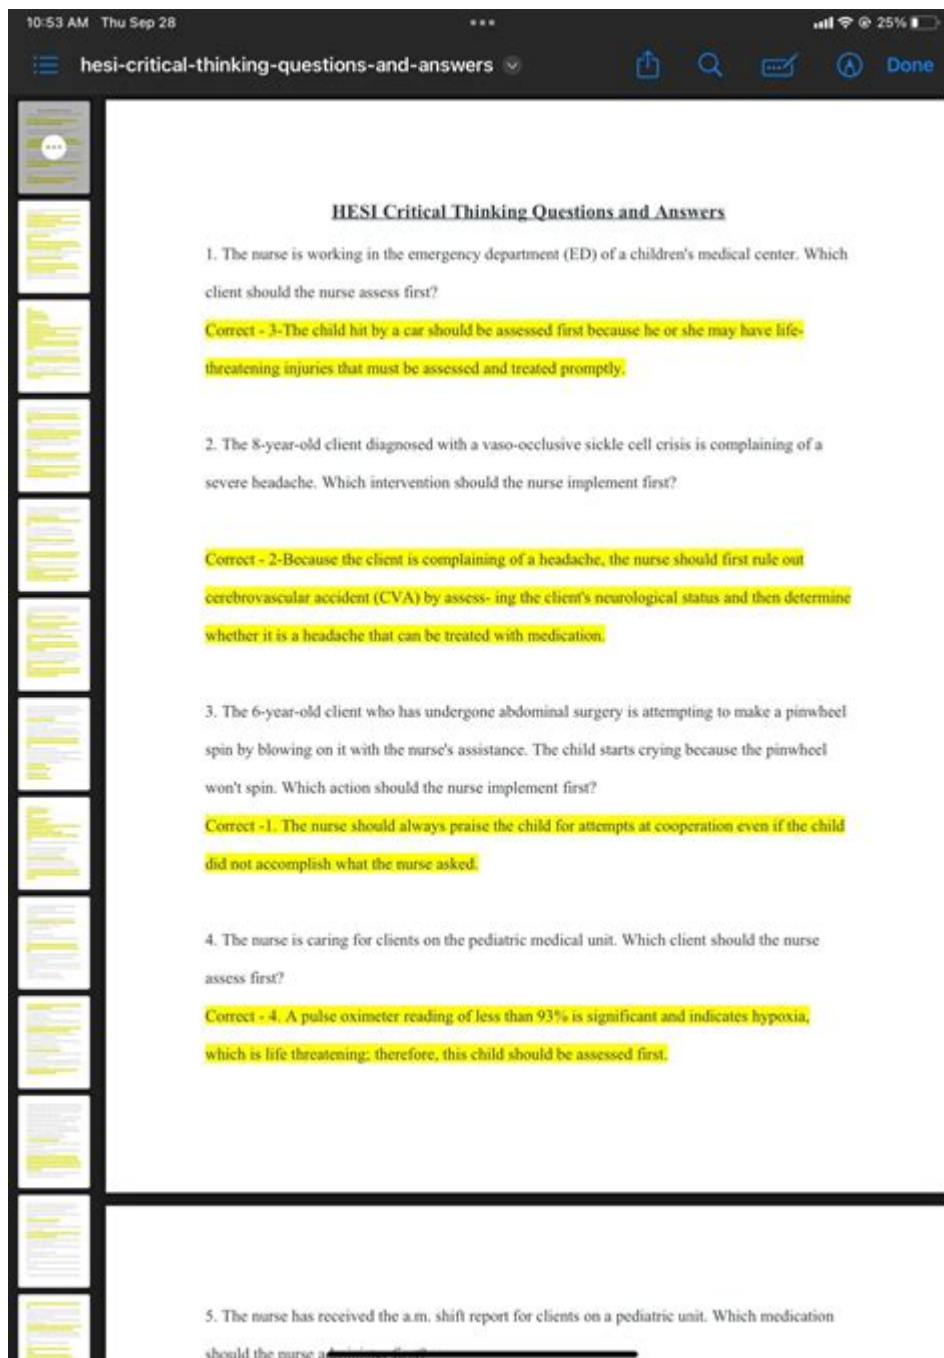 10:53 AM Thu Sep 28
25%
hesi-critical-thinking-questions-and-answers
Done
HESI Critical Thinking Questions and Answers
1. The nurse is working in the emergency department (ED) of a children's medical center. Which
client should the nurse assess first?
Correct - 3-The child hit by a car should be assessed first because he or she may have life-
threatening injuries that must be assessed and treated promptly.
2. The 8-year-old client diagnosed with a vaso-occlusive sickle cell crisis is complaining of a
severe headache. Which intervention should the nurse implement first?
Correct - 2-Because the client is complaining of a headache, the nurse should first rule out
cerebrovascular accident (CVA) by assess- ing the client's neurological status and then determine
whether it is a headache that can be treated with medication.
3. The 6-year-old client who has undergone abdominal surgery is attempting to make a pinwheel
spin by blowing on it with the nurse's assistance. The child starts crying because the pinwheel
won't spin. Which action should the nurse implement first?
Correct -1. The nurse should always praise the child for attempts at cooperation even if the child
did not accomplish what the nurse asked.
4. The nurse is caring for clients on the pediatric medical unit. Which client should the nurse
assess first?
Correct - 4. A pulse oximeter reading of less than 93% is significant and indicates hypoxia,
which is life threatening; therefore, this child should be assessed first.
5. The nurse has received the a.m. shift report for clients on a pediatric unit. Which medication
should the nurse